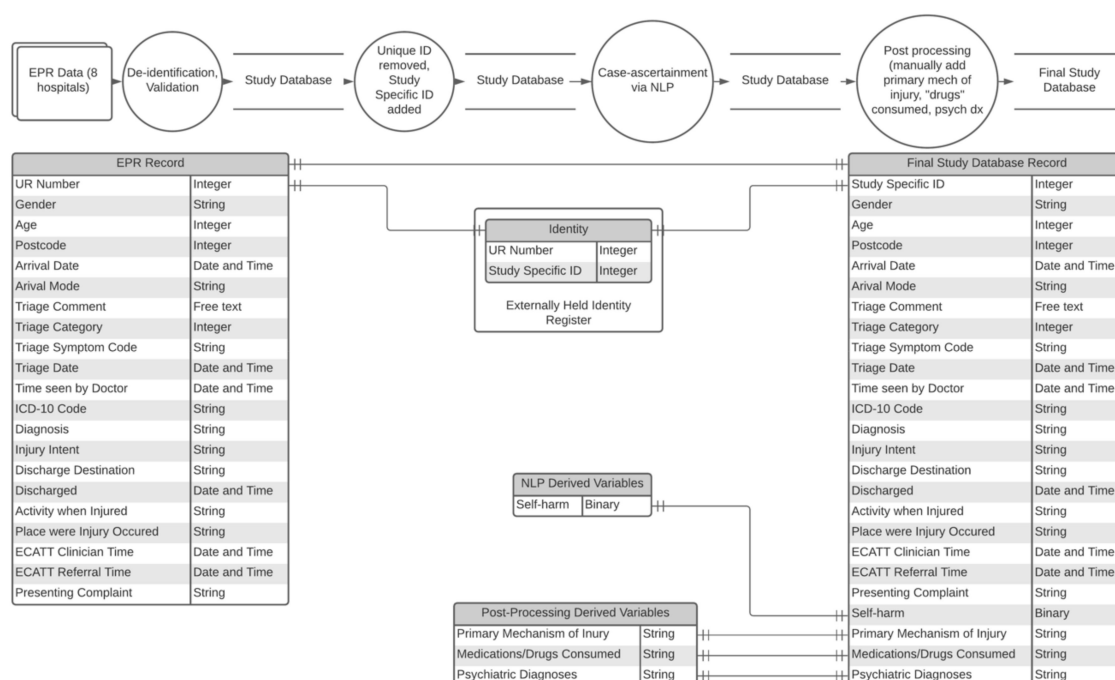 EPR Data (8
hospitals)
De-identification,
Validation
Study Database
Unique ID
removed,
Study
Specific ID
added
Study Database
Case-ascertainment
via NLP
Study Database
Post processing
(manually add
primary mech of
injury, "drugs"
consumed, psych dx
Final Study
Database
EPR Record
UR Number Integer
Gender String
Age Integer
Postcode Integer
Arrival Date Date and Time
Arival Mode String
Triage Comment Free text
Triage Category Integer
Triage Symptom Code String
Triage Date Date and Time
Time seen by Doctor Date and Time
ICD-10 Code String
Diagnosis String
Injury Intent String
Discharge Destination String
Discharged Date and Time
Activity when Injured String
Place were Injury Occured String
ECATT Clinician Time Date and Time
ECATT Referral Time Date and Time
Presenting Complaint String
Identity
UR Number Integer
Study Specific ID Integer
Externally Held Identity
Register
NLP Derived Variables
Self-harm Binary
Post-Processing Derived Variables
Primary Mechanism of Inury String
Medications/Drugs Consumed String
Psychiatric Diagnoses String
Final Study Database Record
Study Specific ID Integer
Gender String
Age Integer
Postcode Integer
Arrival Date Date and Time
Arival Mode String
Triage Comment Free text
Triage Category Integer
Triage Symptom Code String
Triage Date Date and Time
Time seen by Doctor Date and Time
ICD-10 Code String
Diagnosis String
Injury Intent String
Discharge Destination String
Discharged Date and Time
Activity when Injured String
Place were Injury Occured String
ECATT Clinician Time Date and Time
ECATT Referral Time Date and Time
Presenting Complaint String
Self-harm Binary
Primary Mechanism of Injury String
Medications/Drugs Consumed String
Psychiatric Diagnoses String